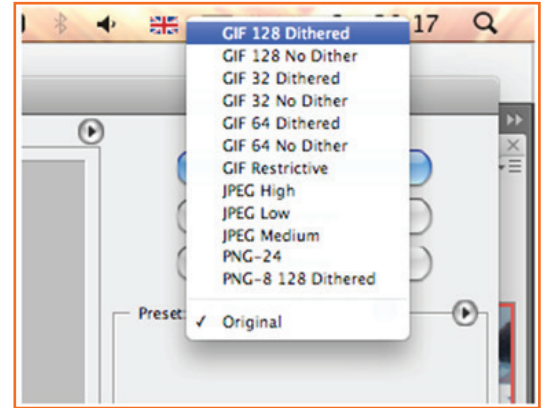 17
GIF 128 Dithered
GIF 128 No Dither
GIF 32 Dithered
GIF 32 No Dither
GIF 64 Dithered
GIF 64 No Dither
GIF Restrictive
JPEG High
JPEG Low
JPEG Medium
PNG-24
PNG-8 128 Dithered
Preset:
✓ Original